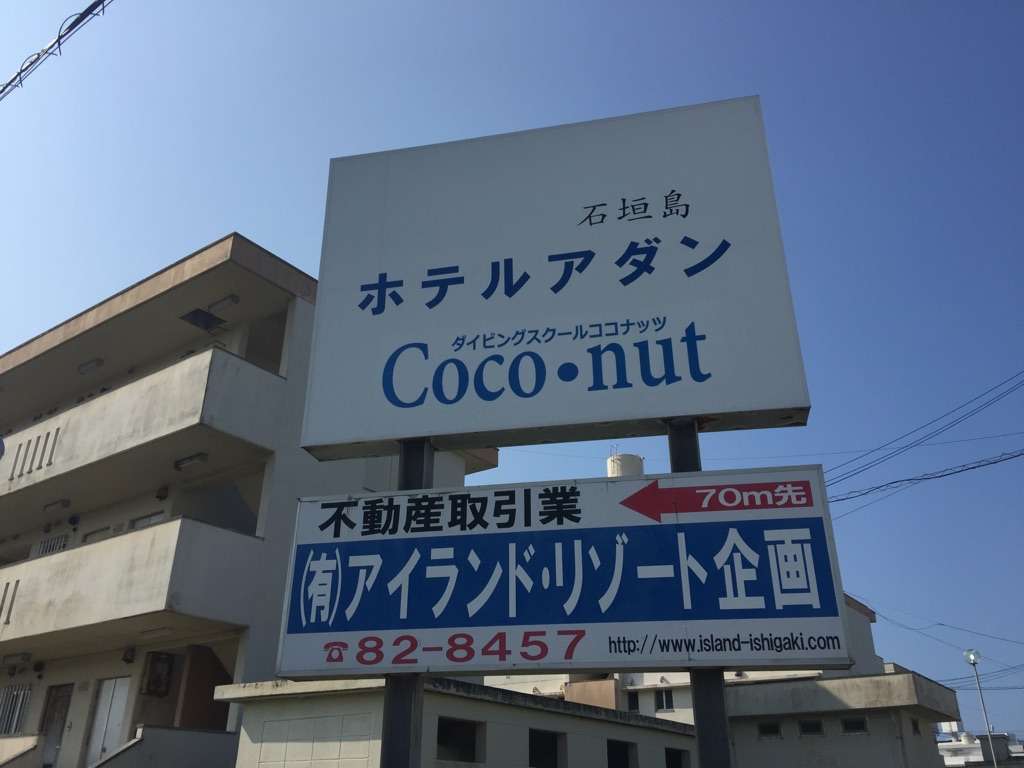 石垣島
ホテルアダン
ダイビングスクールココナッツ
Coco・nut
不動産取引業
70m先
(有)アイランド・リゾート企画
☎82-8457
http://www.island-ishigaki.com